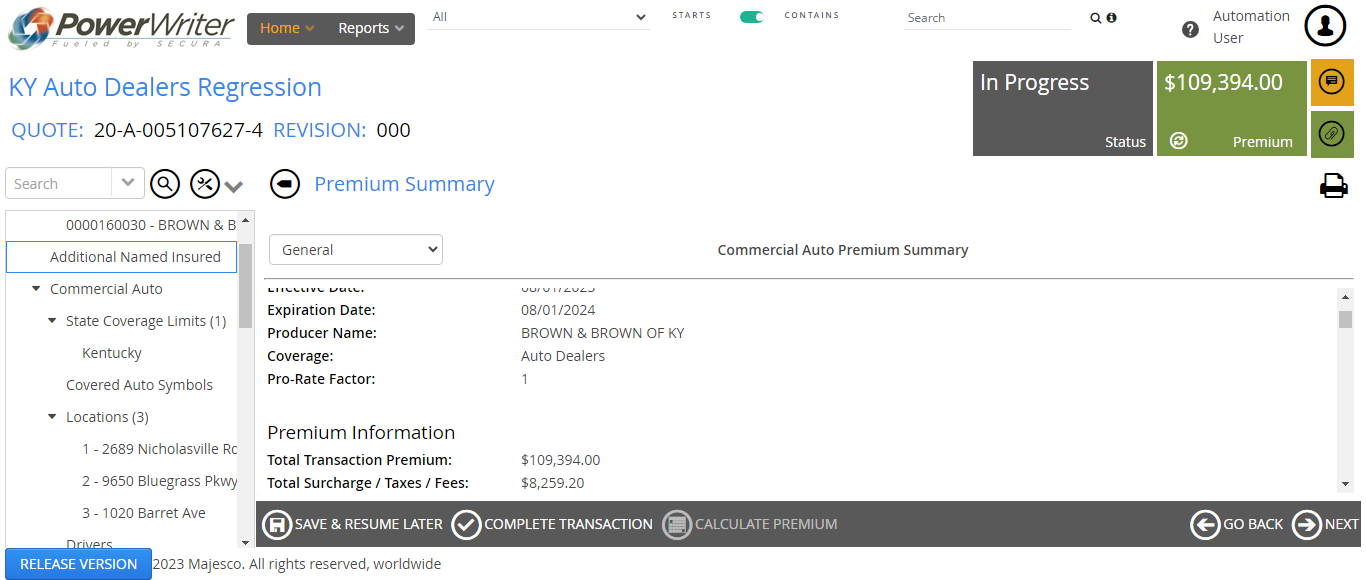 PowerWriter
Fueled by SECURA
Home Reports
All
STARTS CONTAINS
Search
Automation User
KY Auto Dealers Regression
QUOTE: 20-A-005107627-4 REVISION: 000
In Progress
Status
$109,394.00
Premium
Search
Premium Summary
0000160030 - BROWN & B
Additional Named Insured
Commercial Auto
State Coverage Limits (1)
Kentucky
Covered Auto Symbols
Locations (3)
1 - 2689 Nicholasville Rd
2 - 9650 Bluegrass Pkwy
3 - 1020 Barret Ave
Drivers
General
Commercial Auto Premium Summary
Effective Date: 08/01/2023
Expiration Date: 08/01/2024
Producer Name: BROWN & BROWN OF KY
Coverage: Auto Dealers
Pro-Rate Factor: 1
Premium Information
Total Transaction Premium: $109,394.00
Total Surcharge / Taxes / Fees: $8,259.20
SAVE & RESUME LATER COMPLETE TRANSACTION CALCULATE PREMIUM GO BACK NEXT
RELEASE VERSION 2023 Majesco. All rights reserved, worldwide